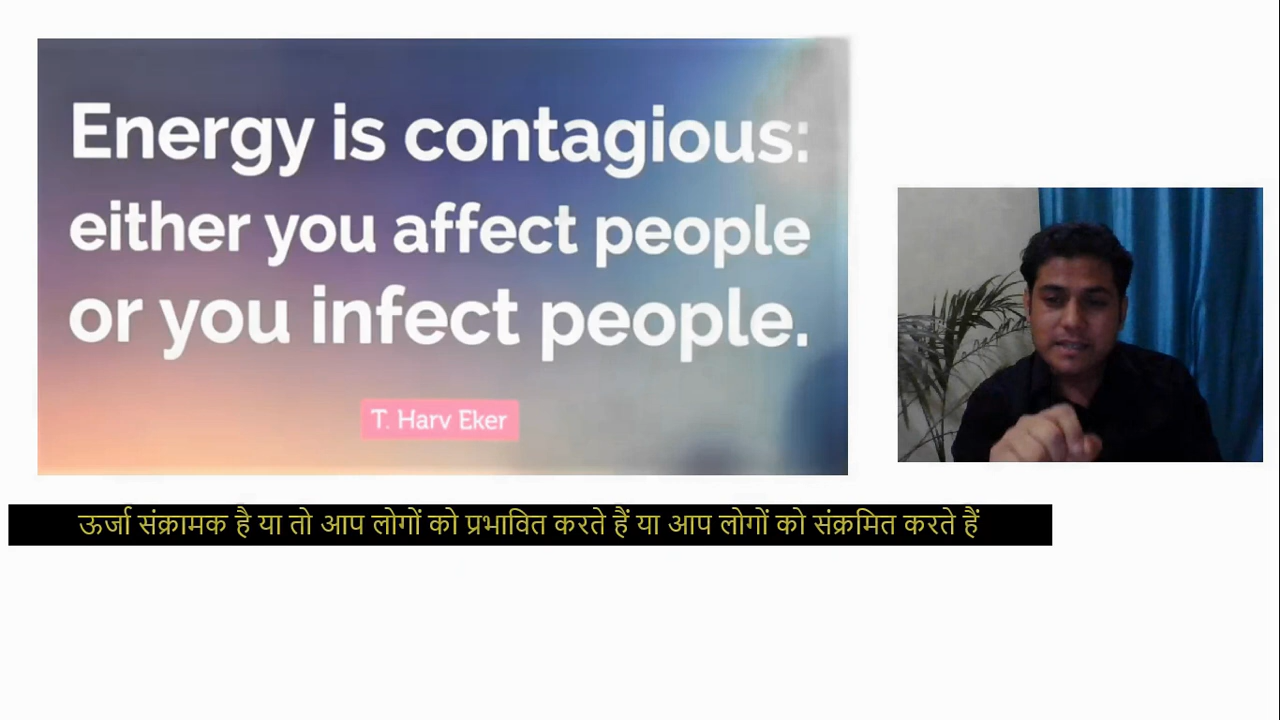 Energy is contagious:
either you affect people
or you infect people.
T. Harv Eker
ऊर्जा संक्रामक है या तो आप लोगों को प्रभावित करते हैं या आप लोगों को संक्रमित करते हैं